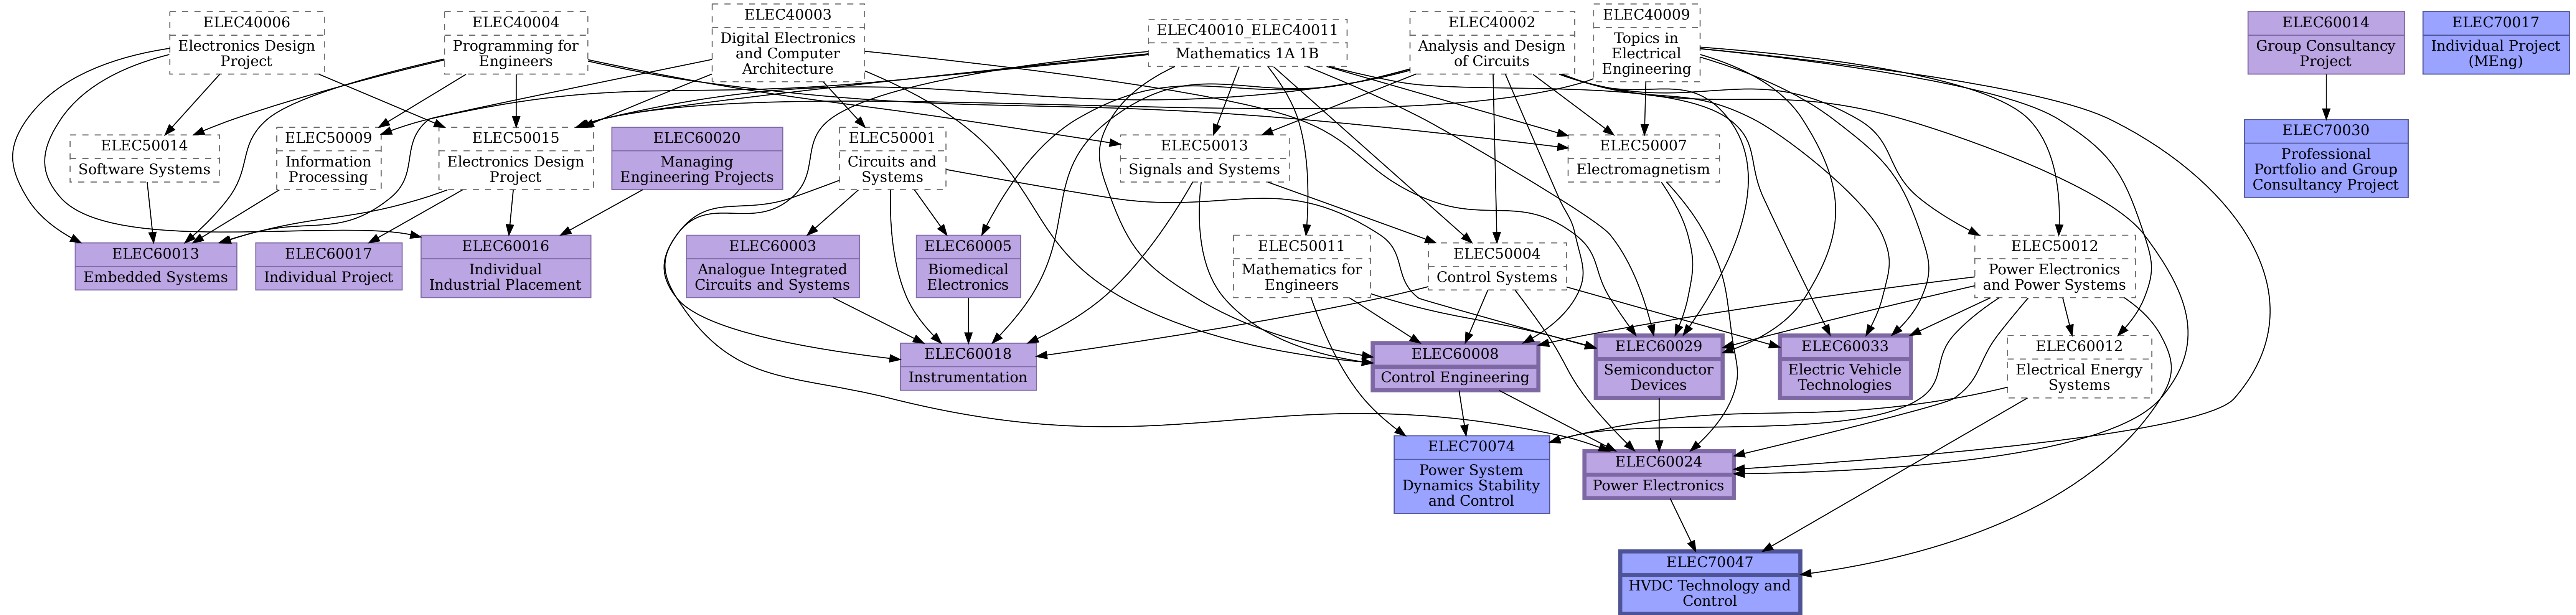 ELEC40006
Electronics Design
Project
ELEC40004
Programming for
Engineers
ELEC40003
Digital Electronics
and Computer
Architecture
ELEC40010_ELEC40011
Mathematics 1A 1B
ELEC40002
Analysis and Design
of Circuits
ELEC40009
Topics in
Electrical
Engineering
ELEC60014
Group Consultancy
Project
ELEC70017
Individual Project
(MEng)
ELEC50014
Software Systems
ELEC50009
Information
Processing
ELEC50015
Electronics Design
Project
ELEC60020
Managing
Engineering Projects
ELEC50001
Circuits and
Systems
ELEC50013
Signals and Systems
ELEC50007
Electromagnetism
ELEC70030
Professional
Portfolio and Group
Consultancy Project
ELEC60013
Embedded Systems
ELEC60017
Individual Project
ELEC60016
Individual
Industrial Placement
ELEC60003
Analogue Integrated
Circuits and Systems
ELEC60005
Biomedical
Electronics
ELEC50011
Mathematics for
Engineers
ELEC50004
Control Systems
ELEC50012
Power Electronics
and Power Systems
ELEC60018
Instrumentation
ELEC60008
Control Engineering
ELEC60029
Semiconductor
Devices
ELEC60033
Electric Vehicle
Technologies
ELEC60012
Electrical Energy
Systems
ELEC70074
Power System
Dynamics Stability
and Control
ELEC60024
Power Electronics
ELEC70047
HVDC Technology and
Control